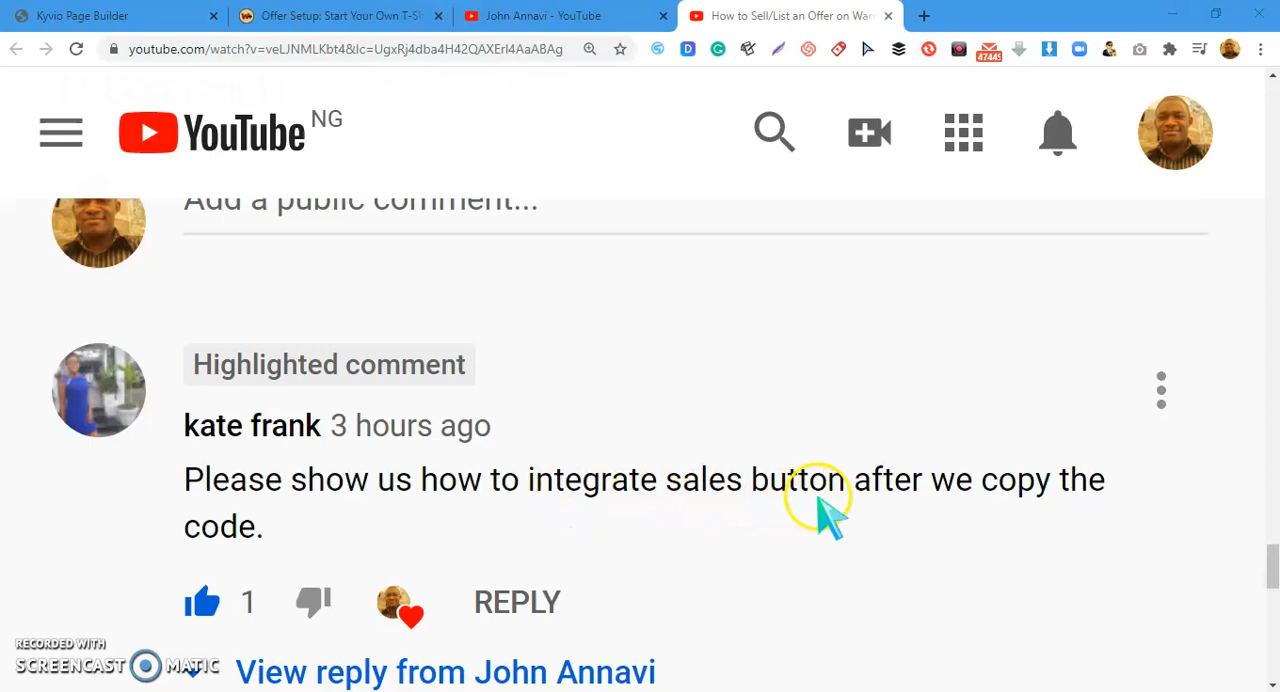 Kyvio Page Builder
Offer Setup: Start Your Own T-Sh
John Annavi - YouTube
How to Sell/List an Offer on Warr
youtube.com/watch?v=veLJNMLKbt4&lc=UgxRj4dba4H42QAXErl4AaABAg
47449
YouTube NG
Add a public comment...
Highlighted comment
kate frank 3 hours ago
Please show us how to integrate sales button after we copy the
code.
1 REPLY
RECORDED WITH
SCREENCAST MATIC
View reply from John Annavi